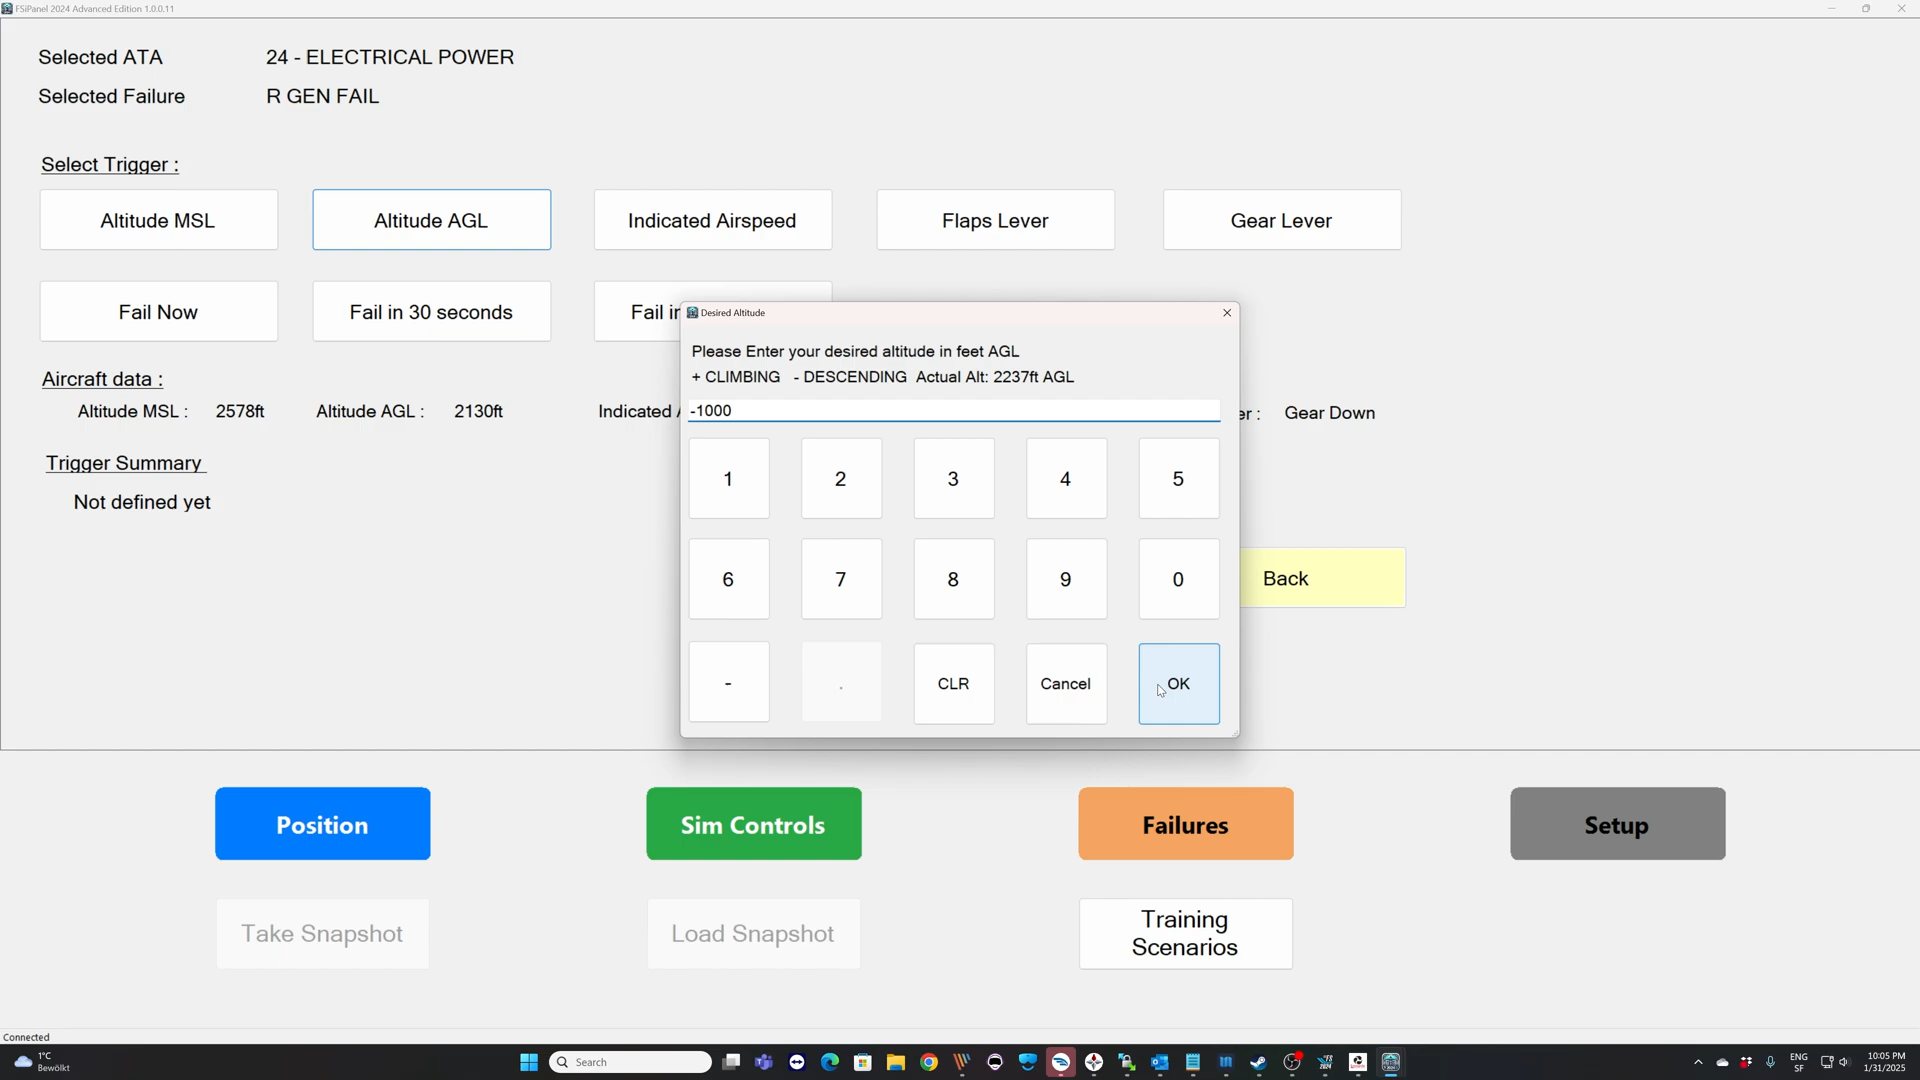 FSiPanel 2024 Advanced Edition 1.0.0.11
Selected ATA 24 - ELECTRICAL POWER
Selected Failure R GEN FAIL
Select Trigger :
Altitude MSL Altitude AGL Indicated Airspeed Flaps Lever Gear Lever
Fail Now Fail in 30 seconds Fail in
Desired Altitude
Please Enter your desired altitude in feet AGL
+ CLIMBING - DESCENDING Actual Alt: 2237ft AGL
-1000
1 2 3 4 5
6 7 8 9 0
- . CLR Cancel OK
Aircraft data :
Altitude MSL : 2578ft Altitude AGL : 2130ft Indicated er : Gear Down
Trigger Summary
Not defined yet
Back
Position Sim Controls Failures Setup
Take Snapshot Load Snapshot Training
Scenarios
Connected
1°C
Bewölkt
Search
ENG
SF
10:05 PM
1/31/2025